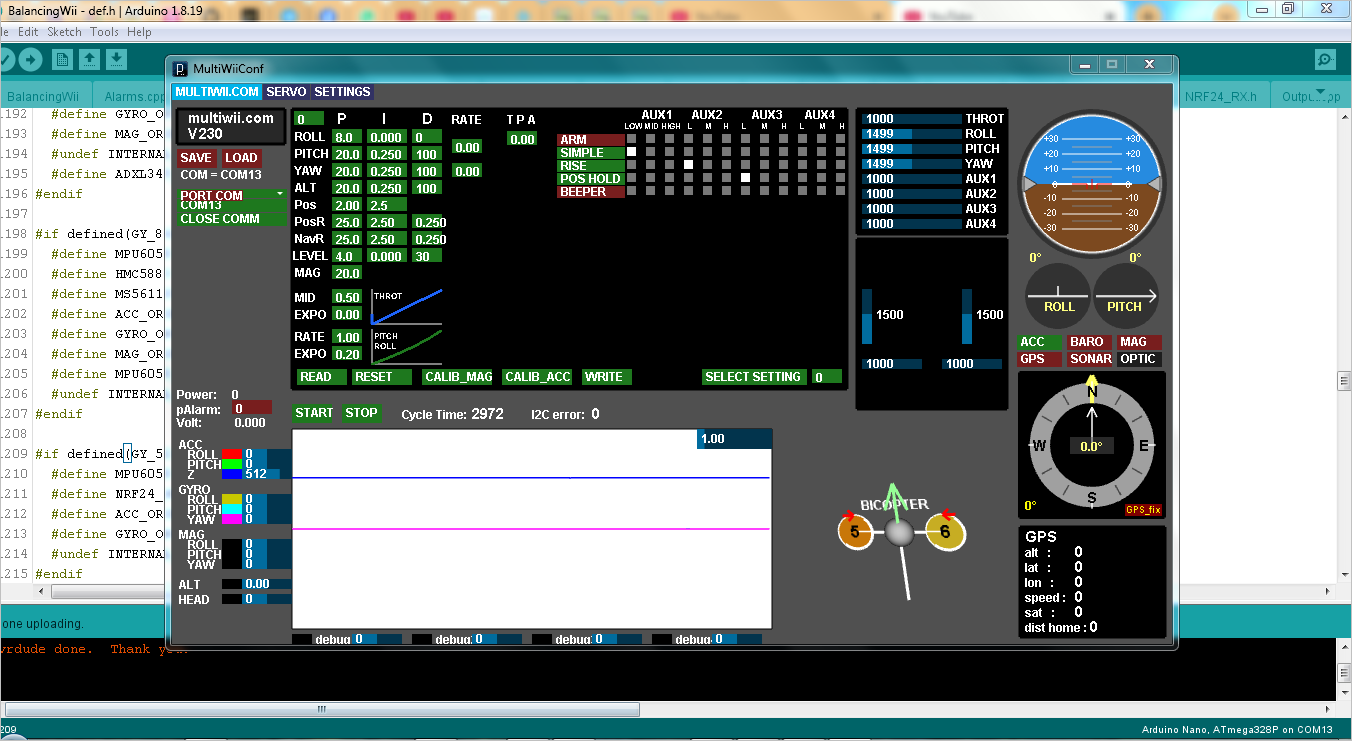 BalancingWii - def.h | Arduino 1.8.19
Edit Sketch Tools Help
BalancingWii Alarms.cpp NRF24_RX.h
MultiWiiConf
MULTIWII.COM SERVO SETTINGS
multiwii.com
V230
SAVE LOAD
COM = COM13
PORT COM
COM13
CLOSE COMM
0 P I D RATE T P A
ROLL 8.0 0.000 0
PITCH 20.0 0.250 100
YAW 20.0 0.250 100
ALT 20.0 0.250 100
Pos 2.00 2.5
PosR 25.0 2.50 0.250
NavR 25.0 2.50 0.250
LEVEL 4.0 0.000 30
MAG 20.0
0.00
0.00
0.00
MID 0.50
EXPO 0.00
THROT
RATE 1.00
EXPO 0.20
PITCH
ROLL
AUX1 AUX2 AUX3 AUX4
LOW MID HIGH L M H L M H L M H
ARM
SIMPLE
RISE
POS HOLD
BEEPER
READ RESET CALIB_MAG CALIB_ACC WRITE SELECT SETTING 0
1000 THROT
1499 ROLL
1499 PITCH
1499 YAW
1000 AUX1
1000 AUX2
1000 AUX3
1000 AUX4
1500 1500
1000 1000
+30 +30
+20 +20
+10 +10
0 0
-10 -10
-20 -20
-30 -30
0° 0°
ROLL PITCH
ACC BARO MAG
GPS SONAR OPTIC
N
W 0.0° E
S
0° GPS_fix
GPS
alt : 0
lat : 0
lon : 0
speed : 0
sat : 0
dist home : 0
Power: 0
pAlarm: 0
Volt: 0.000
START STOP Cycle Time: 2972 I2C error: 0
1.00
ACC
ROLL 0
PITCH 0
Z 512
GYRO
ROLL 0
PITCH 0
YAW 0
MAG
ROLL 0
PITCH 0
YAW 0
ALT 0.00
HEAD 0
debug 0 debug 0 debug 0 debug 0
BICOPTER
5 6
192 #define GYRO_O
193 #define MAG_OR
194 #undef INTERNA
195 #define ADXL34
196 #endif
197
198 #if defined(GY_8
199 #define MPU605
200 #define HMC588
201 #define MS5611
202 #define ACC_OR
203 #define GYRO_O
204 #define MAG_OR
205 #define MPU605
206 #undef INTERNA
207 #endif
208
209 #if defined(GY_5
210 #define MPU605
211 #define NRF24_
212 #define ACC_OR
213 #define GYRO_O
214 #undef INTERNA
215 #endif
one uploading.
vrdude done. Thank you.
209 Arduino Nano, ATmega328P on COM13